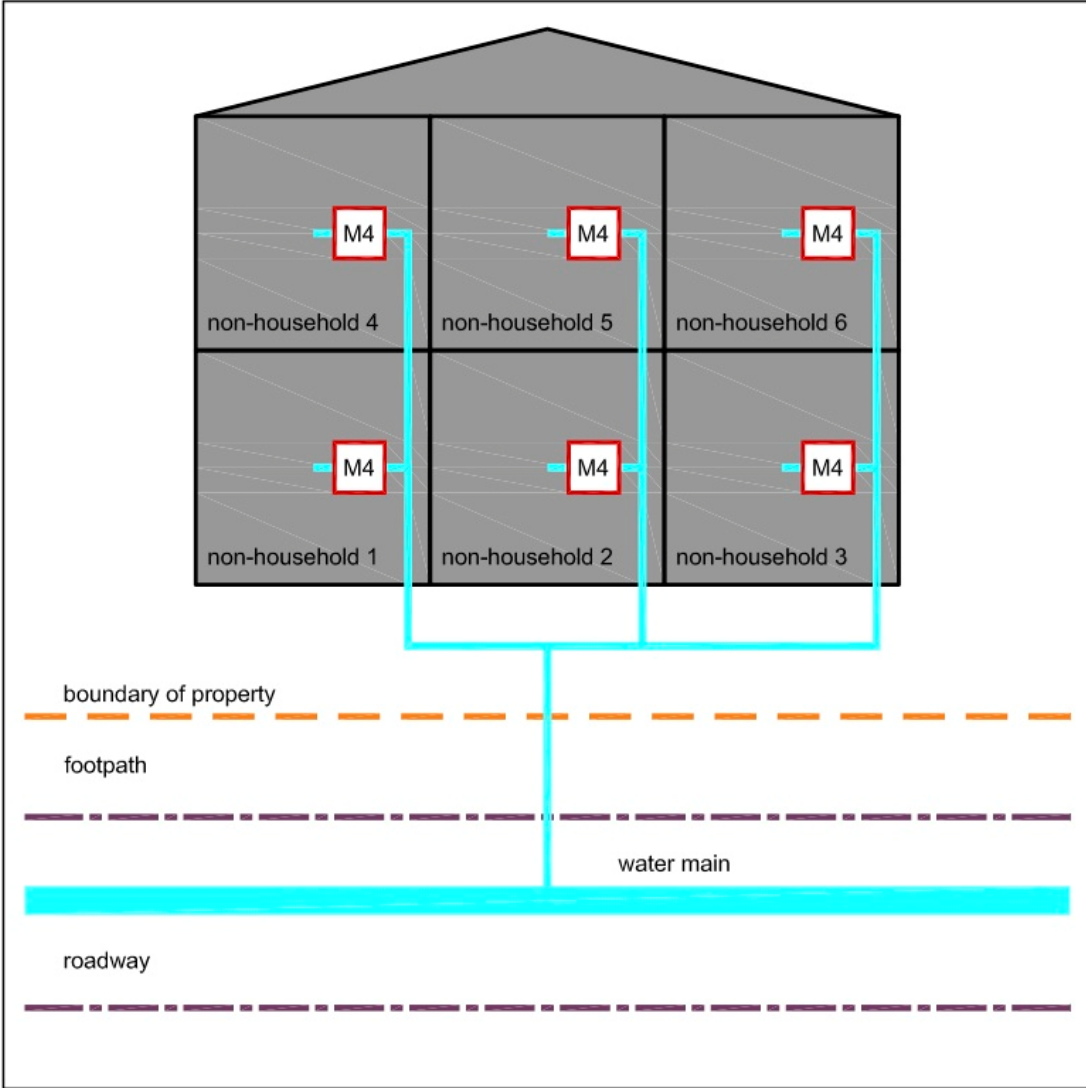 M4 M4 M4
non-household 4 non-household 5 non-household 6
M4 M4 M4
non-household 1 non-household 2 non-household 3
boundary of property
footpath
water main
roadway